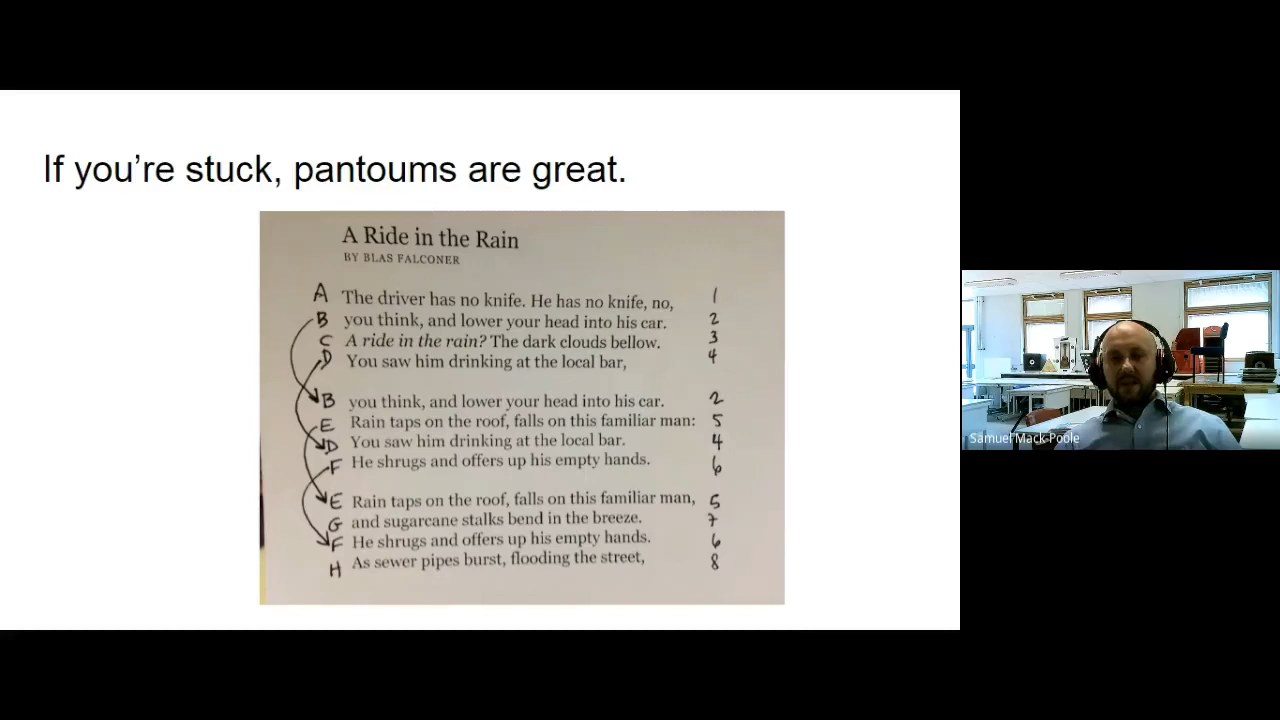 If you’re stuck, pantoums are great.
A Ride in the Rain
BY BLAS FALCONER
A The driver has no knife. He has no knife, no, 1
B you think, and lower your head into his car. 2
C A ride in the rain? The dark clouds bellow. 3
D You saw him drinking at the local bar, 4
B you think, and lower your head into his car. 2
E Rain taps on the roof, falls on this familiar man: 5
D You saw him drinking at the local bar. 4
F He shrugs and offers up his empty hands. 6
E Rain taps on the roof, falls on this familiar man, 5
G and sugarcane stalks bend in the breeze. 7
F He shrugs and offers up his empty hands. 6
H As sewer pipes burst, flooding the street, 8
Samuel Mack-Poole